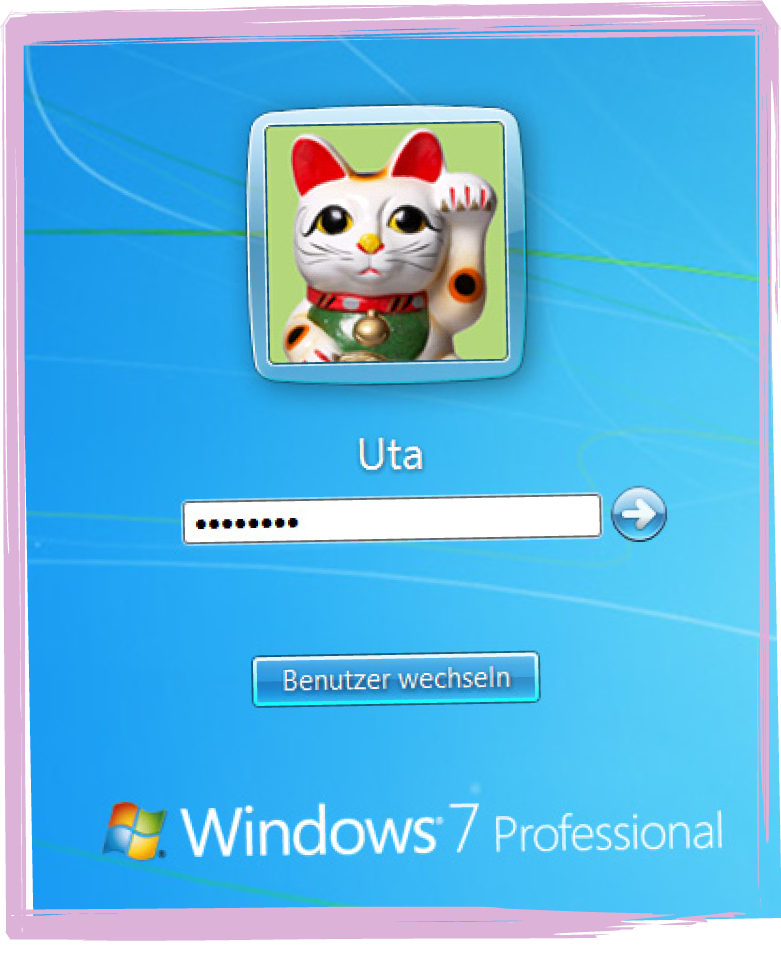 Uta
••••••••
Benutzer wechseln
Windows® 7 Professional